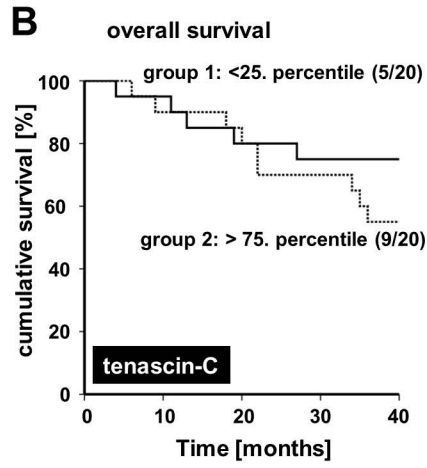 B
overall survival
group 1: <25. percentile (5/20)
100
80
60
40
20
0
cumulative survival [%]
group 2: > 75. percentile (9/20)
tenascin-C
0 10 20 30 40
Time [months]